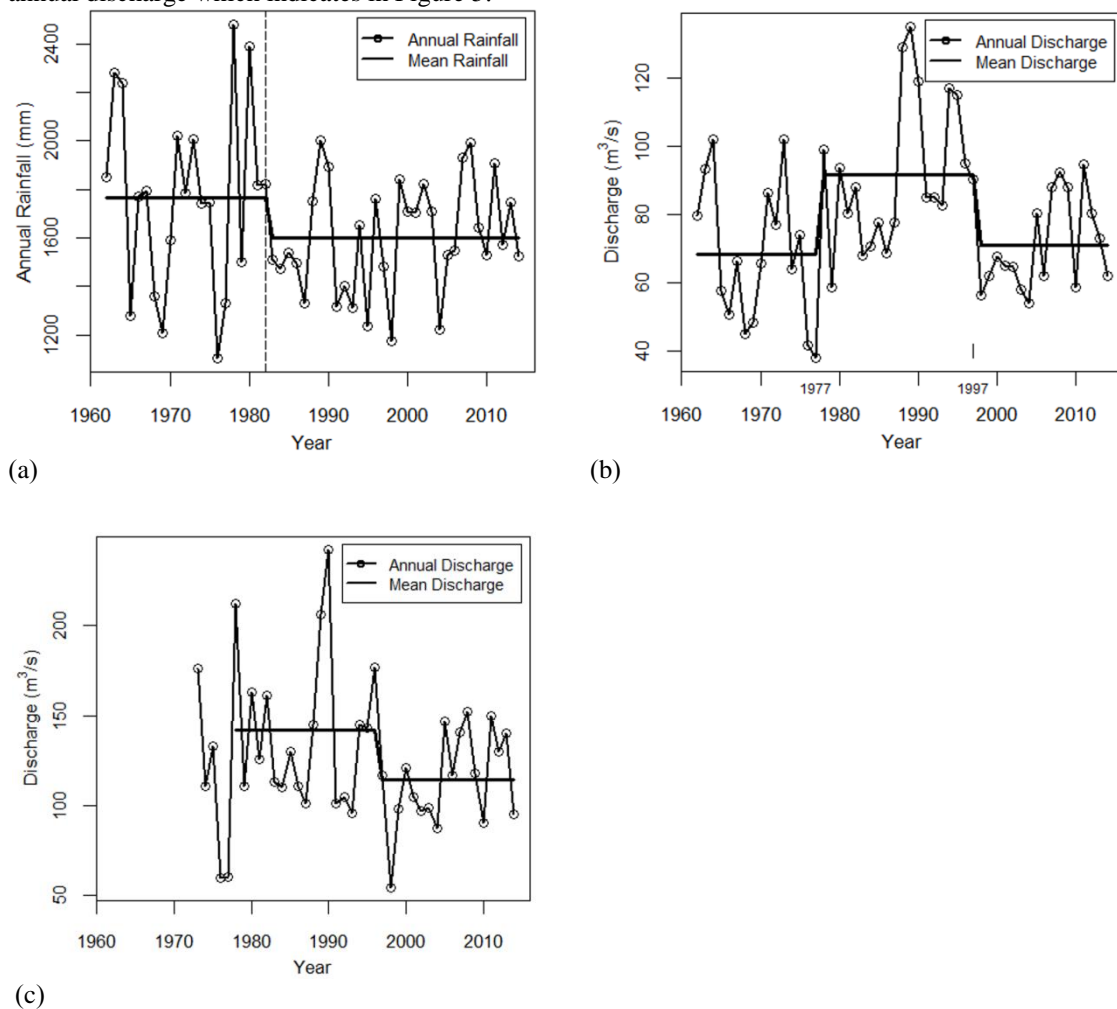 annual discharge which indicates in Figure 5.
Annual Rainfall
Mean Rainfall
Annual Rainfall (mm)
2400
2000
1600
1200
1960 1970 1980 1990 2000 2010
Year
(a)
Annual Discharge
Mean Discharge
Discharge (m³/s)
120
100
80
60
40
1977 1997
1960 1970 1980 1990 2000 2010
Year
(b)
Annual Discharge
Mean Discharge
Discharge (m³/s)
200
150
100
50
1960 1970 1980 1990 2000 2010
Year
(c)